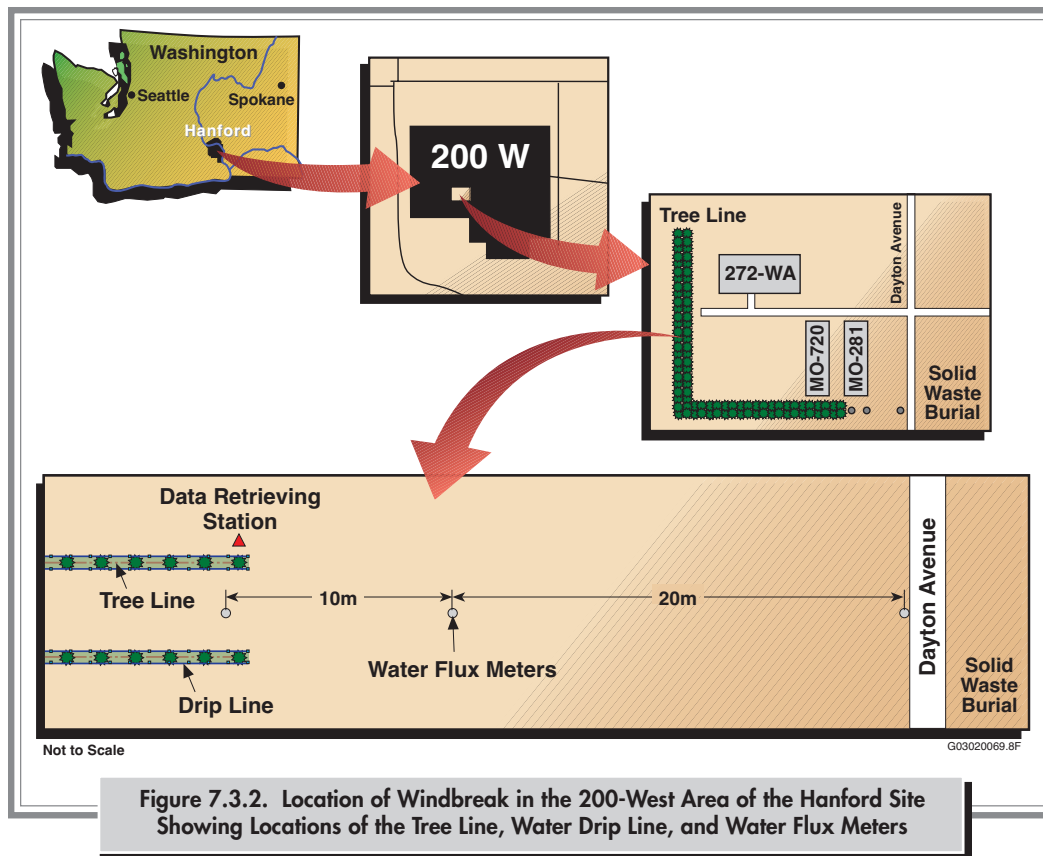 Washington
Seattle
Spokane
Hanford
200 W
Tree Line
272-WA
Dayton Avenue
MO-720
MO-281
Solid
Waste
Burial
Data Retrieving
Station
Tree Line
10m
20m
Water Flux Meters
Drip Line
Dayton Avenue
Solid
Waste
Burial
Not to Scale
G03020069.8F
Figure 7.3.2. Location of Windbreak in the 200-West Area of the Hanford Site
Showing Locations of the Tree Line, Water Drip Line, and Water Flux Meters